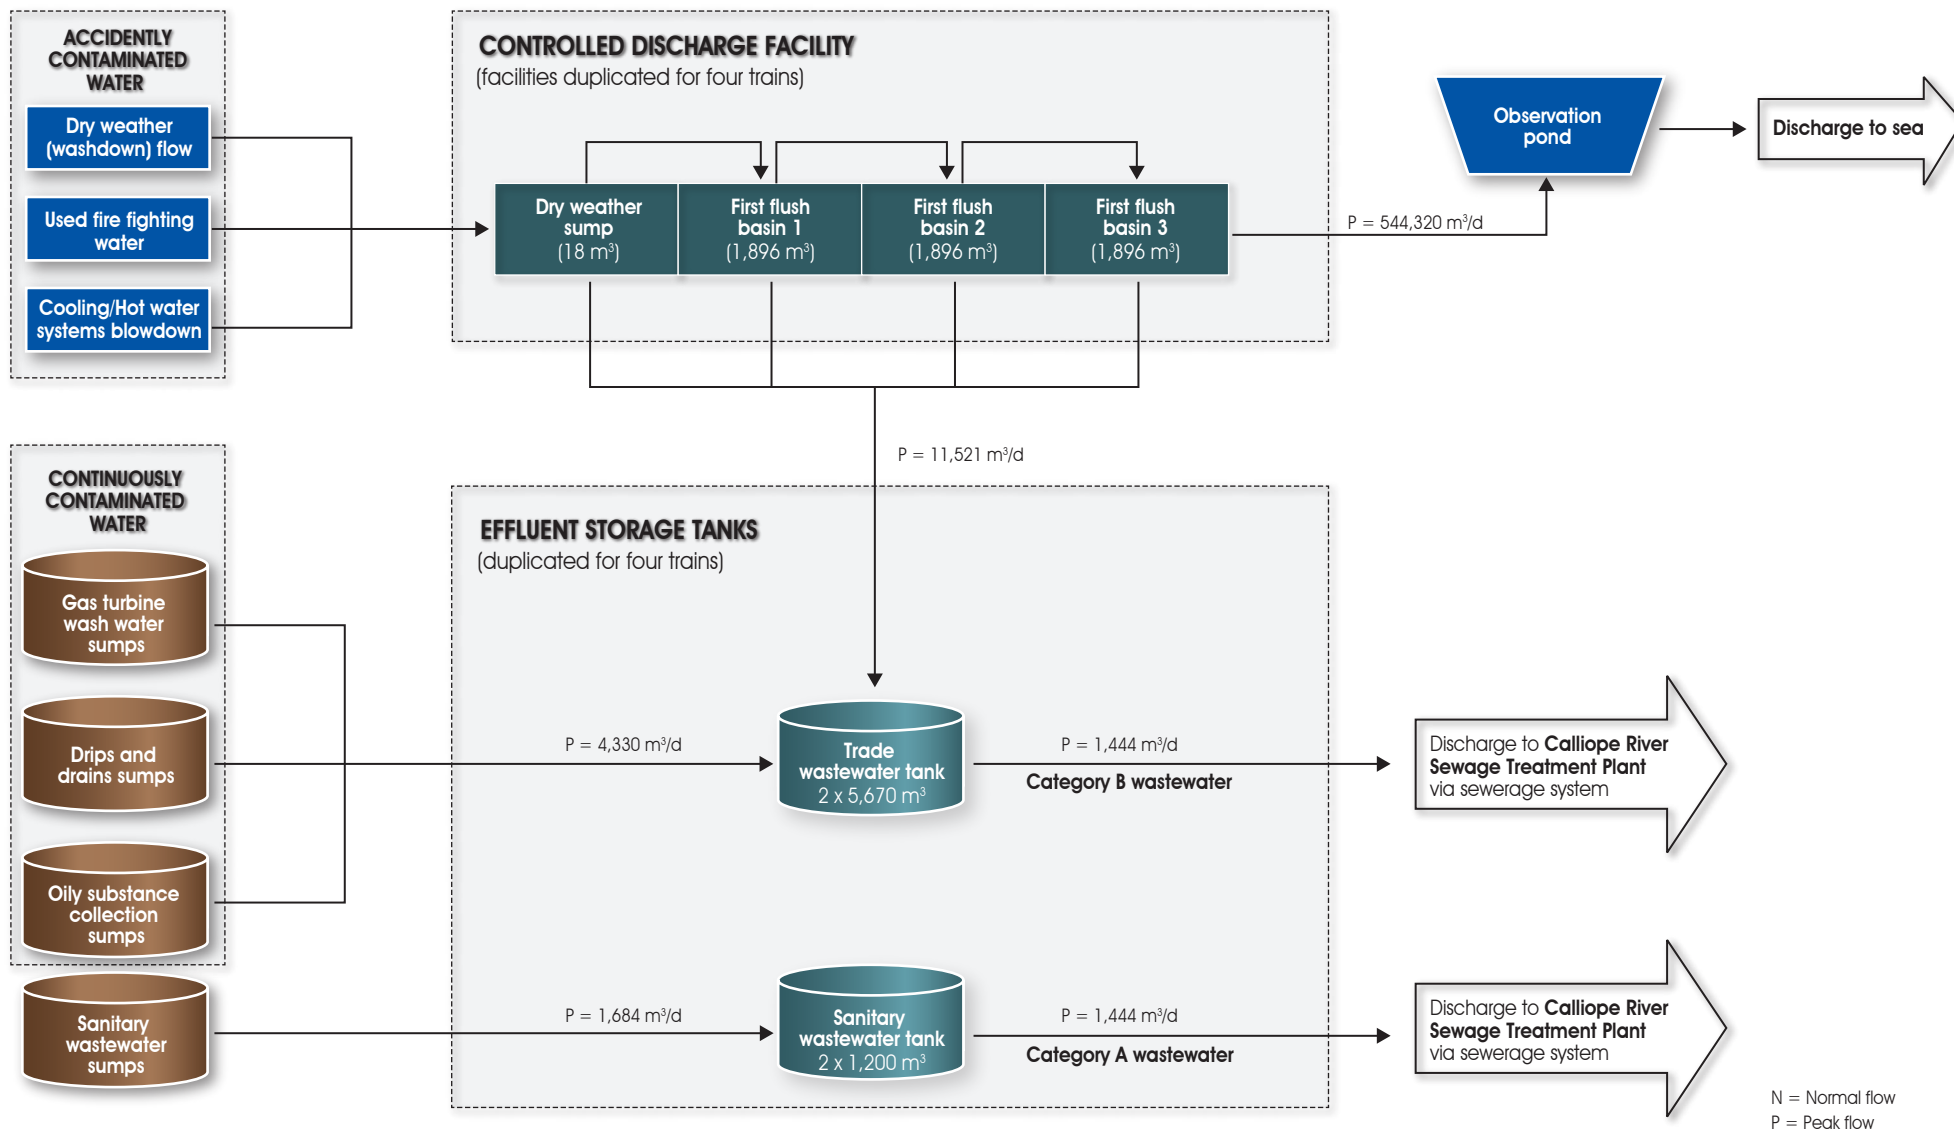 ACCIDENTLY
CONTAMINATED
WATER
Dry weather
(washdown) flow
Used fire fighting
water
Cooling/Hot water
systems blowdown
CONTROLLED DISCHARGE FACILITY
(facilities duplicated for four trains)
Dry weather
sump
(18 m³)
First flush
basin 1
(1,896 m³)
First flush
basin 2
(1,896 m³)
First flush
basin 3
(1,896 m³)
P = 544,320 m³/d
Observation
pond
Discharge to sea
P = 11,521 m³/d
CONTINUOUSLY
CONTAMINATED
WATER
Gas turbine
wash water
sumps
Drips and
drains sumps
Oily substance
collection
sumps
Sanitary
wastewater
sumps
EFFLUENT STORAGE TANKS
(duplicated for four trains)
P = 4,330 m³/d
Trade
wastewater tank
2 x 5,670 m³
P = 1,444 m³/d
Category B wastewater
Discharge to Calliope River
Sewage Treatment Plant
via sewerage system
P = 1,684 m³/d
Sanitary
wastewater tank
2 x 1,200 m³
P = 1,444 m³/d
Category A wastewater
Discharge to Calliope River
Sewage Treatment Plant
via sewerage system
N = Normal flow
P = Peak flow